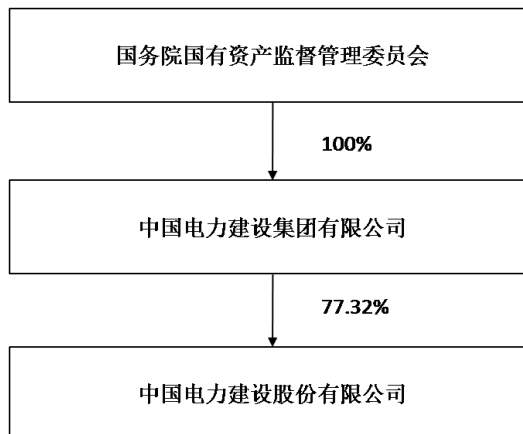 国务院国有资产监督管理委员会
100%
中国电力建设集团有限公司
77.32%
中国电力建设股份有限公司